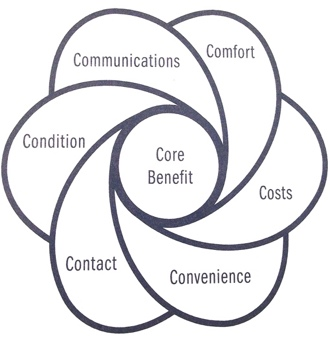 Communications
Comfort
Condition
Core
Benefit
Costs
Contact
Convenience